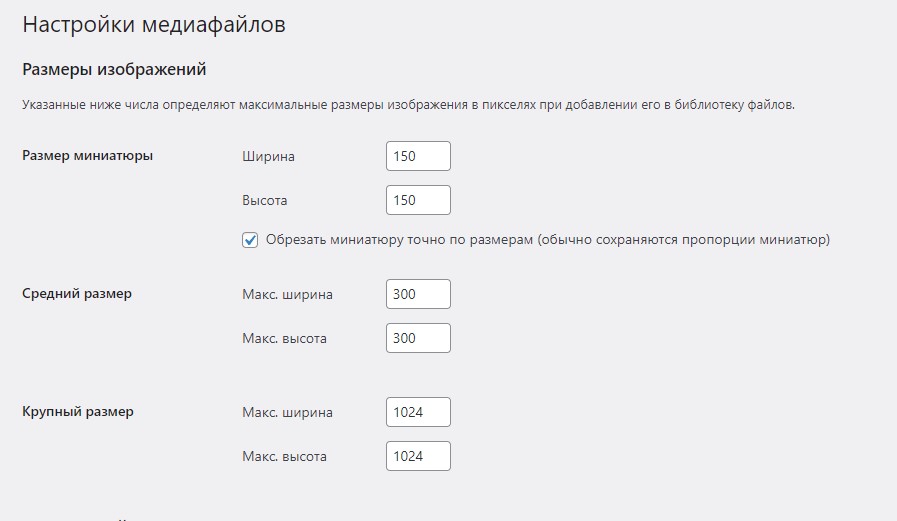 Настройки медиафайлов
Размеры изображений
Указанные ниже числа определяют максимальные размеры изображения в пикселях при добавлении его в библиотеку файлов.
Размер миниатюры Ширина 150
Высота 150
Обрезать миниатюру точно по размерам (обычно сохраняются пропорции миниатюр)
Средний размер Макс. ширина 300
Макс. высота 300
Крупный размер Макс. ширина 1024
Макс. высота 1024